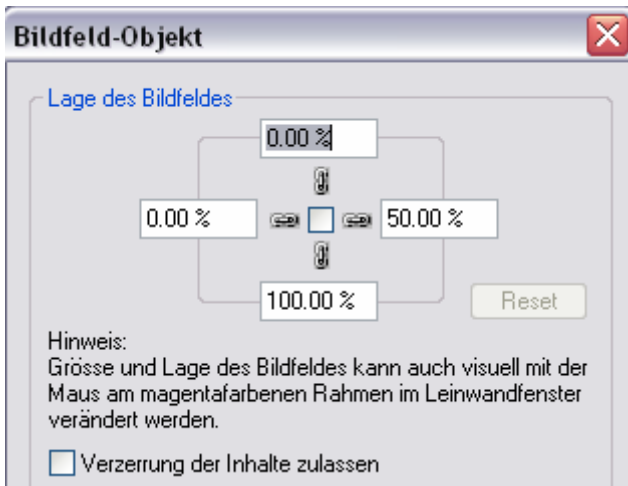 Bildfeld-Objekt
Lage des Bildfeldes
0.00 %
0.00 %
50.00 %
100.00 %
Reset
Hinweis:
Grösse und Lage des Bildfeldes kann auch visuell mit der
Maus am magentafarbenen Rahmen im Leinwandfenster
verändert werden.
Verzerrung der Inhalte zulassen